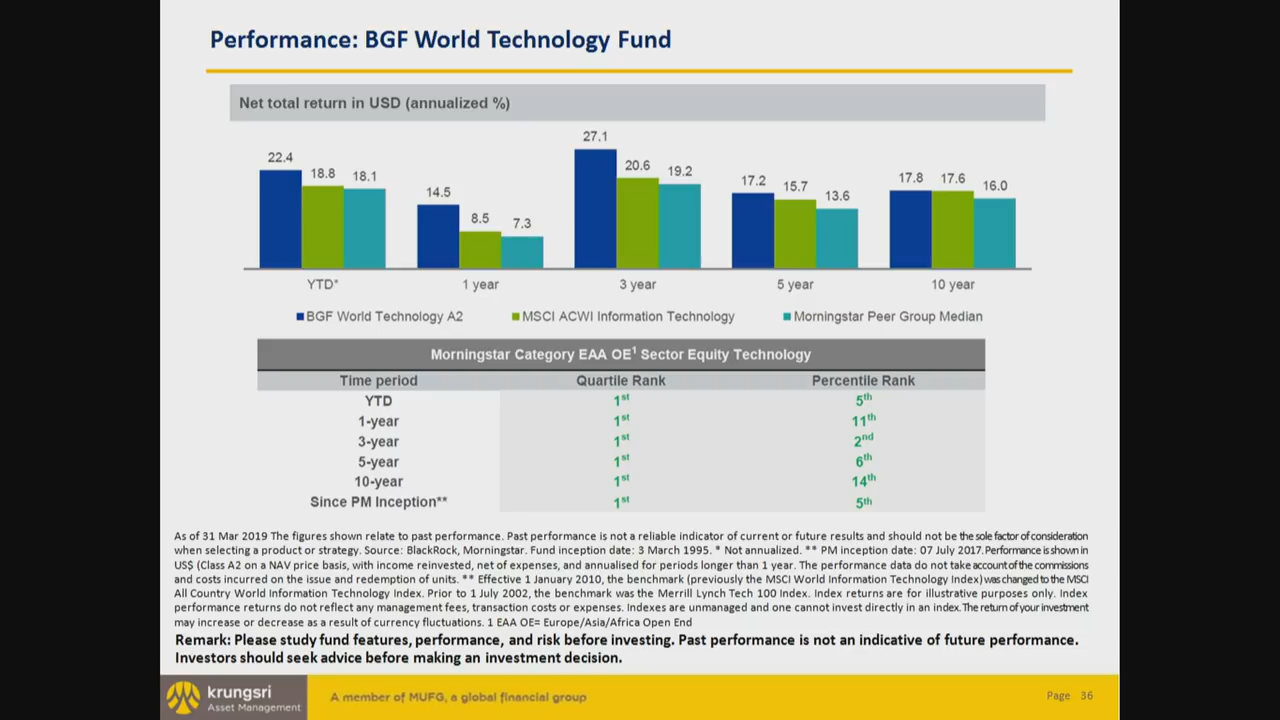 Performance: BGF World Technology Fund
Net total return in USD (annualized %)
22.4 18.8 18.1
14.5 8.5 7.3
27.1 20.6 19.2
17.2 15.7 13.6
17.8 17.6 16.0
YTD* 1 year 3 year 5 year 10 year
BGF World Technology A2 MSCI ACWI Information Technology Morningstar Peer Group Median
Morningstar Category EAA OE1 Sector Equity Technology
Time period Quartile Rank Percentile Rank
YTD 1st 5th
1-year 1st 11th
3-year 1st 2nd
5-year 1st 6th
10-year 1st 14th
Since PM Inception** 1st 5th
As of 31 Mar 2019 The figures shown relate to past performance. Past performance is not a reliable indicator of current or future results and should not be the sole factor of consideration
when selecting a product or strategy. Source: BlackRock, Morningstar. Fund inception date: 3 March 1995. * Not annualized. ** PM inception date: 07 July 2017. Performance is shown in
US$ (Class A2 on a NAV price basis, with income reinvested, net of expenses, and annualised for periods longer than 1 year. The performance data do not take account of the commissions
and costs incurred on the issue and redemption of units. ** Effective 1 January 2010, the benchmark (previously the MSCI World Information Technology Index) was changed to the MSCI
All Country World Information Technology Index. Prior to 1 July 2002, the benchmark was the Merrill Lynch Tech 100 Index. Index returns are for illustrative purposes only. Index
performance returns do not reflect any management fees, transaction costs or expenses. Indexes are unmanaged and one cannot invest directly in an index. The return of your investment
may increase or decrease as a result of currency fluctuations. 1 EAA OE= Europe/Asia/Africa Open End
Remark: Please study fund features, performance, and risk before investing. Past performance is not an indicative of future performance.
Investors should seek advice before making an investment decision.
krungsri
Asset Management
A member of MUFG, a global financial group
Page 36